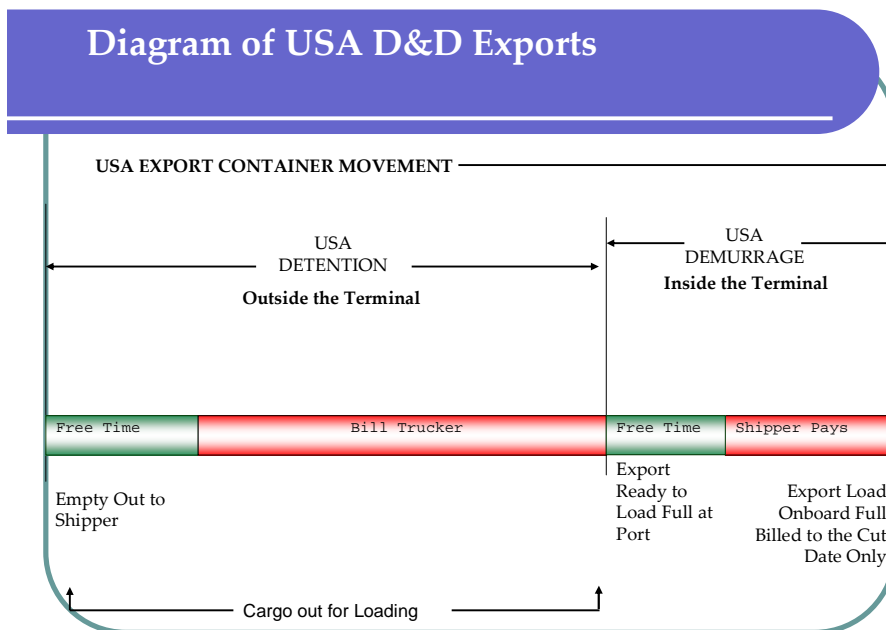 Diagram of USA D&D Exports
USA EXPORT CONTAINER MOVEMENT
USA
DETENTION
Outside the Terminal
USA
DEMURRAGE
Inside the Terminal
Free Time
Bill Trucker
Free Time
Shipper Pays
Empty Out to
Shipper
Export
Ready to
Load Full at
Port
Export Load
Onboard Full
Billed to the Cut
Date Only
Cargo out for Loading